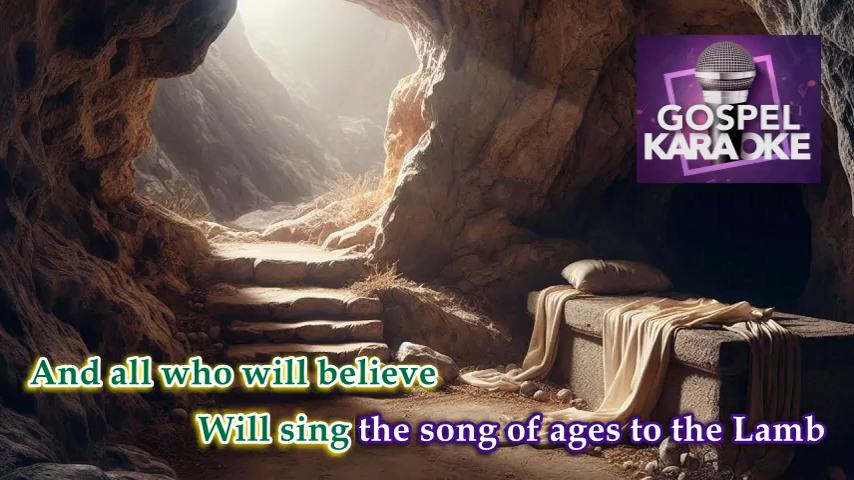 GOSPEL
KARAOKE
And all who will believe
Will sing the song of ages to the Lamb